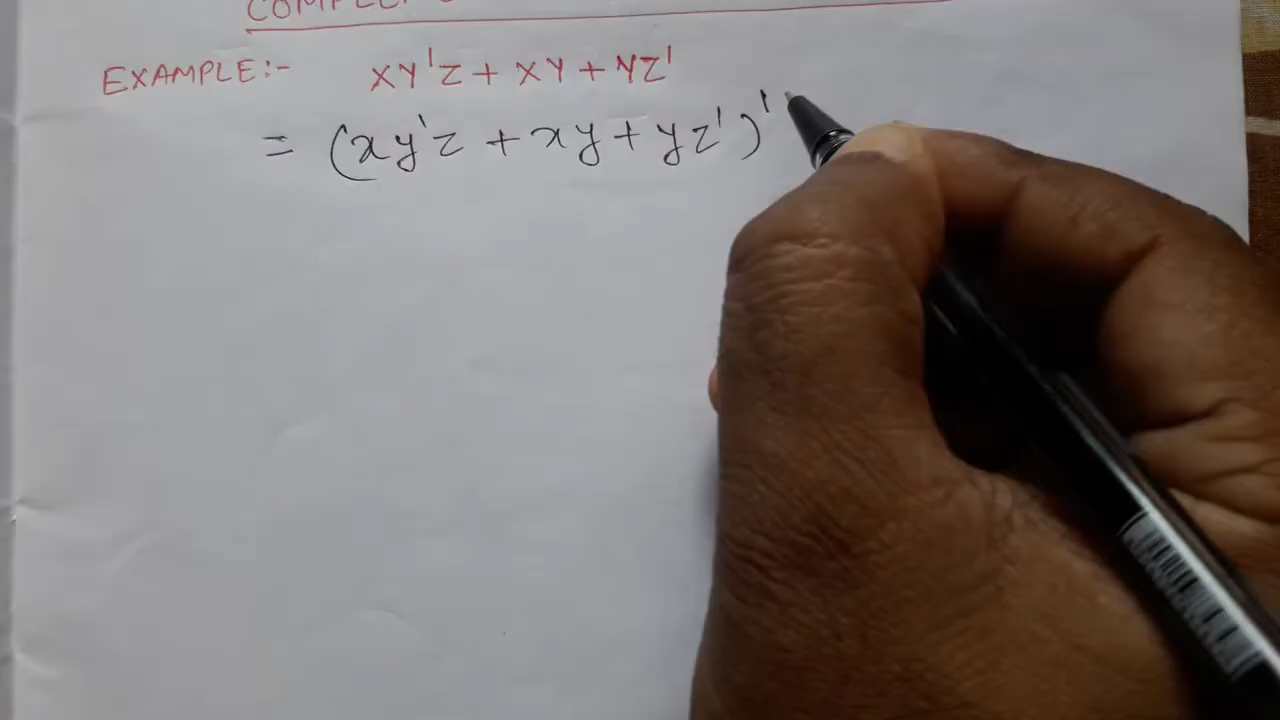 EXAMPLE:- XY'Z + XY + YZ'
= (xy'z + xy + yz')'